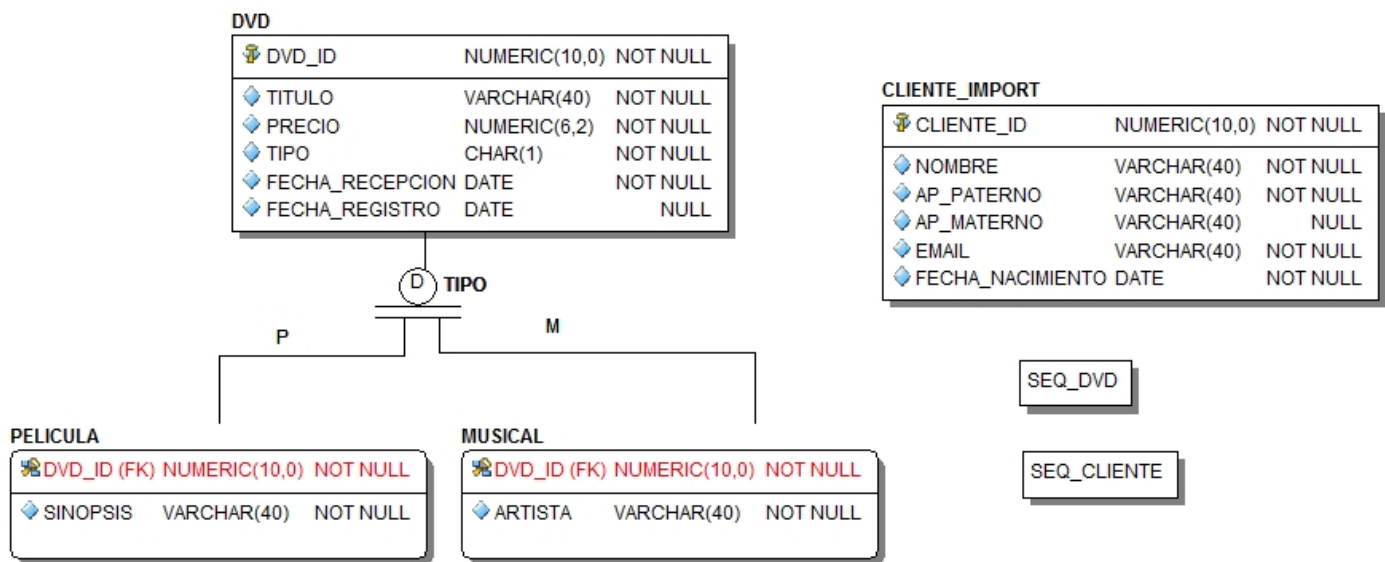 DVD
DVD_ID NUMERIC(10,0) NOT NULL
TITULO VARCHAR(40) NOT NULL
PRECIO NUMERIC(6,2) NOT NULL
TIPO CHAR(1) NOT NULL
FECHA_RECEPCION DATE NOT NULL
FECHA_REGISTRO DATE NULL
CLIENTE_IMPORT
CLIENTE_ID NUMERIC(10,0) NOT NULL
NOMBRE VARCHAR(40) NOT NULL
AP_PATERNO VARCHAR(40) NOT NULL
AP_MATERNO VARCHAR(40) NULL
EMAIL VARCHAR(40) NOT NULL
FECHA_NACIMIENTO DATE NOT NULL
D TIPO
P
M
SEQ_DVD
PELICULA
DVD_ID (FK) NUMERIC(10,0) NOT NULL
SINOPSIS VARCHAR(40) NOT NULL
MUSICAL
DVD_ID (FK) NUMERIC(10,0) NOT NULL
ARTISTA VARCHAR(40) NOT NULL
SEQ_CLIENTE